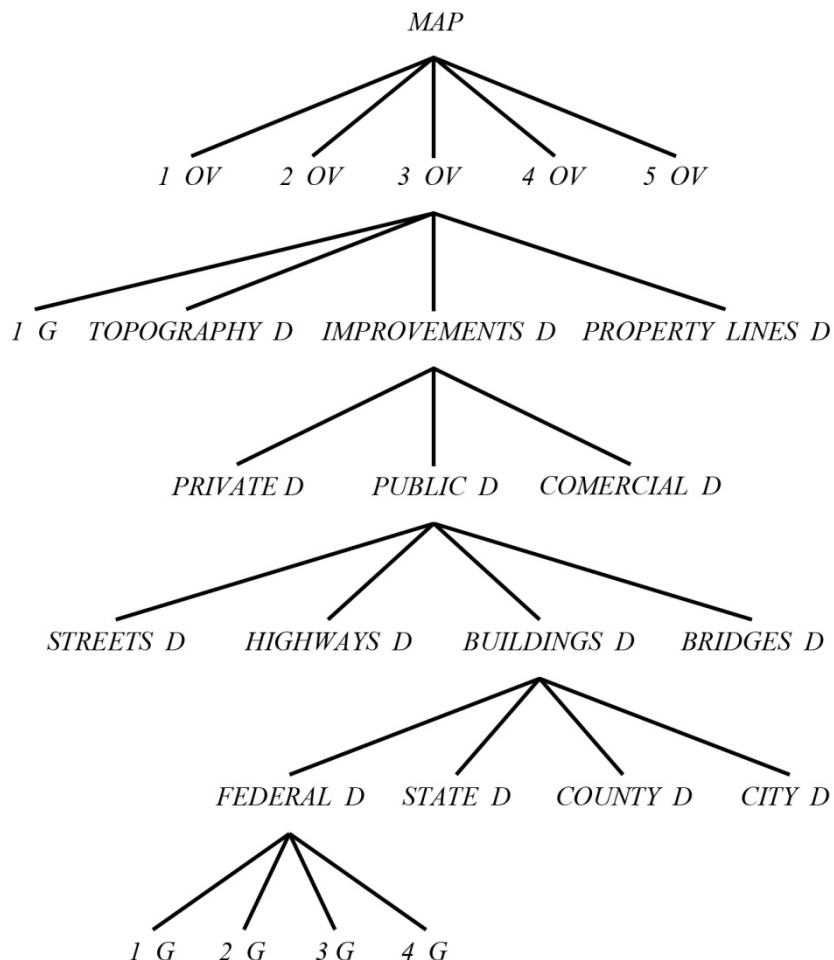 MAP
1 OV 2 OV 3 OV 4 OV 5 OV
1 G TOPOGRAPHY D IMPROVEMENTS D PROPERTY LINES D
PRIVATE D PUBLIC D COMERCIAL D
STREETS D HIGHWAYS D BUILDINGS D BRIDGES D
FEDERAL D STATE D COUNTY D CITY D
1 G 2 G 3 G 4 G